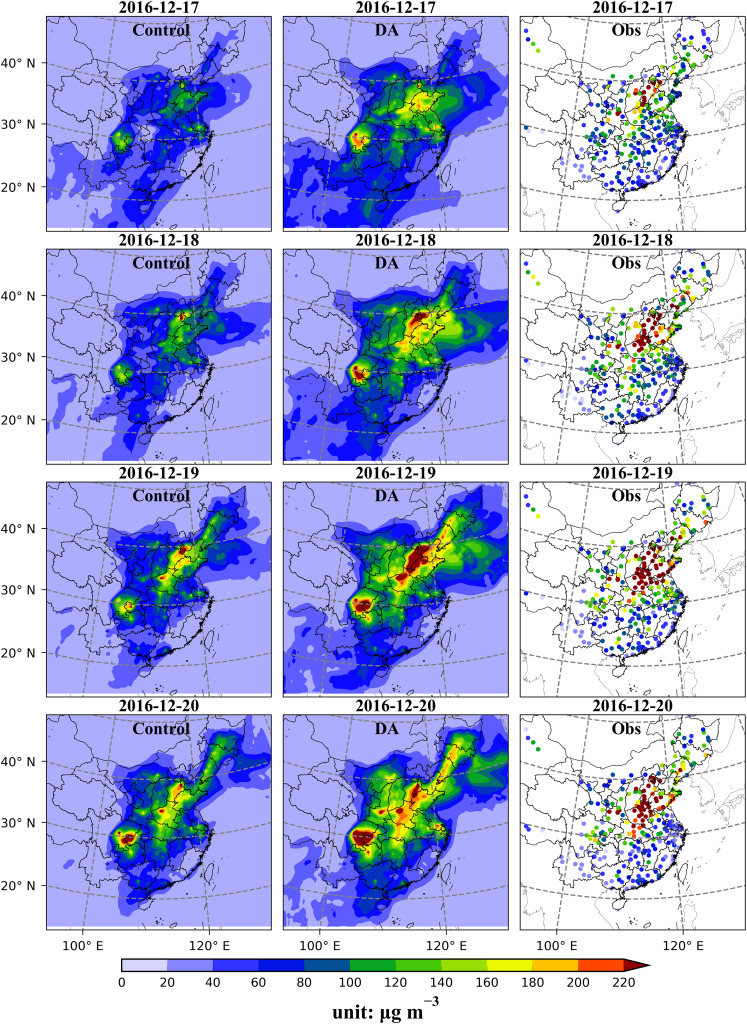 2016-12-17 2016-12-17 2016-12-17
Control DA Obs
40° N
30° N
20° N
2016-12-18 2016-12-18 2016-12-18
Control DA Obs
40° N
30° N
20° N
2016-12-19 2016-12-19 2016-12-19
Control DA Obs
40° N
30° N
20° N
2016-12-20 2016-12-20 2016-12-20
Control DA Obs
40° N
30° N
20° N
100° E 120° E 100° E 120° E 100° E 120° E
0 20 40 60 80 100 120 140 160 180 200 220
unit: μg m⁻³